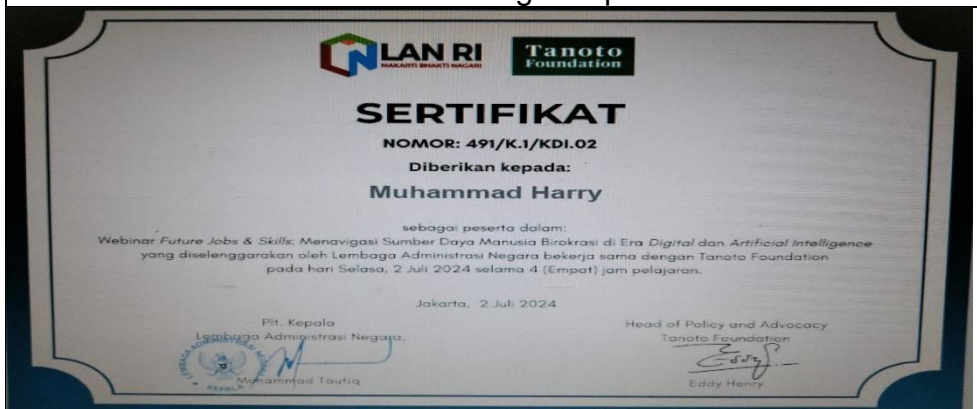 LAN RI
MAKARTI BHAKTI NAGARI
Tanoto
Foundation
SERTIFIKAT
NOMOR: 491/K.1/KDI.02
Diberikan kepada:
Muhammad Harry
sebagai peserta dalam:
Webinar Future Jobs & Skills: Menavigasi Sumber Daya Manusia Birokrasi di Era Digital dan Artificial Intelligence
yang diselenggarakan oleh Lembaga Administrasi Negara bekerja sama dengan Tanoto Foundation
pada hari Selasa, 2 Juli 2024 selama 4 (Empat) jam pelajaran.
Jakarta, 2 Juli 2024
Plt. Kepala
Lembaga Administrasi Negara,
Muhammad Taufiq
Head of Policy and Advocacy
Tanoto Foundation
Eddy Henry